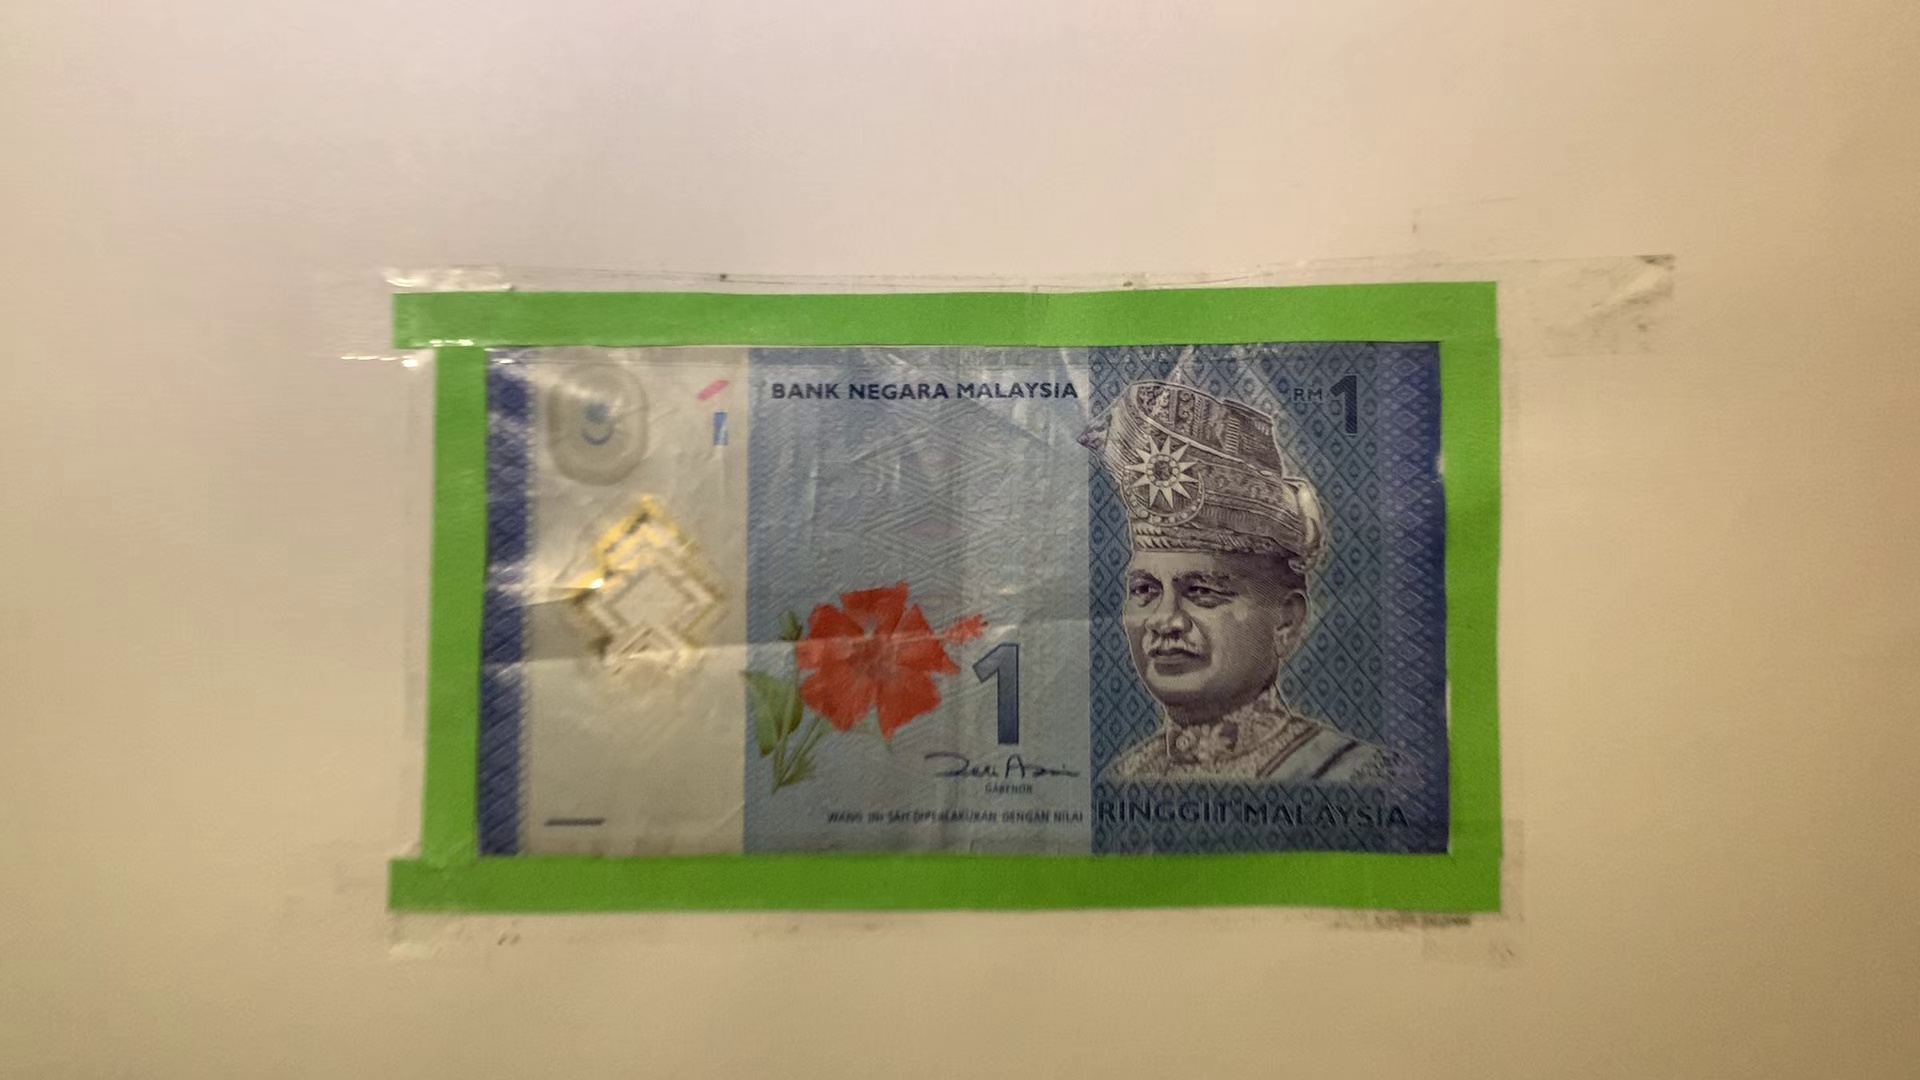 BANK NEGARA MALAYSIA
RM 1
1
GABENOR
WANG INI SAH DIPERLAKUKAN DENGAN NILAI
RINGGIT MALAYSIA